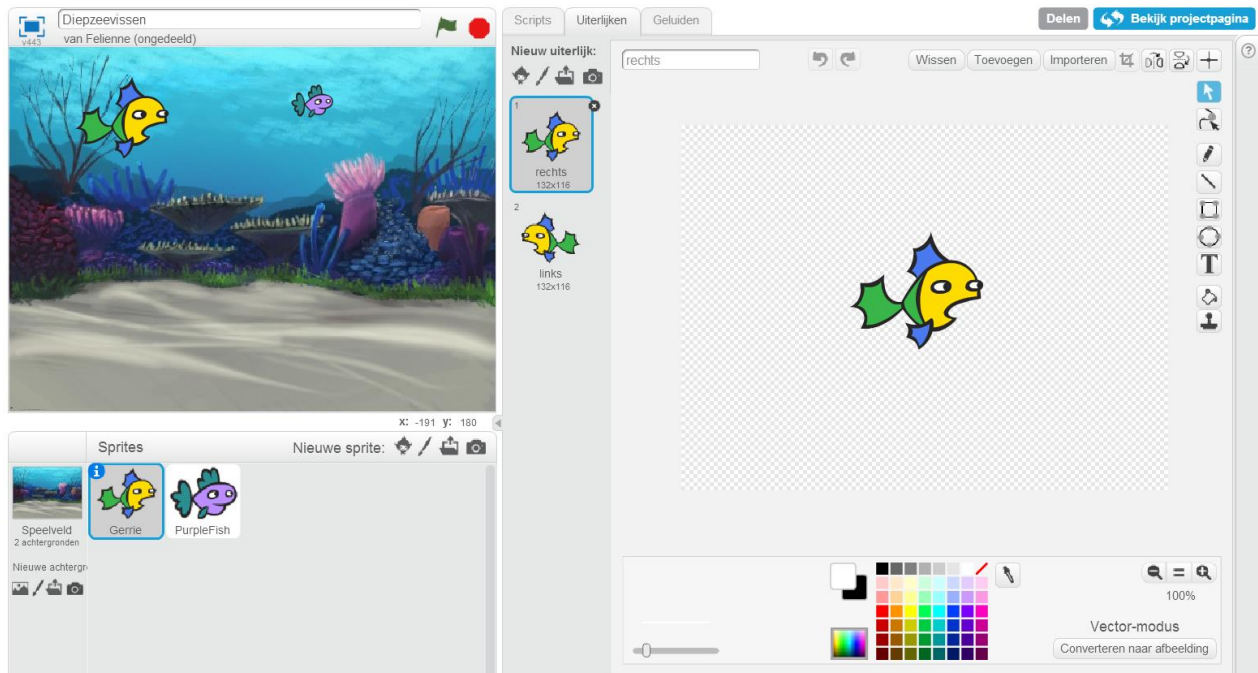 Diepzeevissen
v443
van Felienne (ongedeeld)
Scripts
Uiterlijken
Geluiden
Delen
Bekijk projectpagina
Nieuw uiterlijk:
rechts
Wissen
Toevoegen
Importeren
?
1
rechts
132x116
2
links
132x116
T
x: -191 y: 180
Sprites
Nieuwe sprite:
i
Speelveld
2 achtergronden
Gerrie
PurpleFish
Nieuwe achtergr
100%
Vector-modus
Converteren naar afbeelding